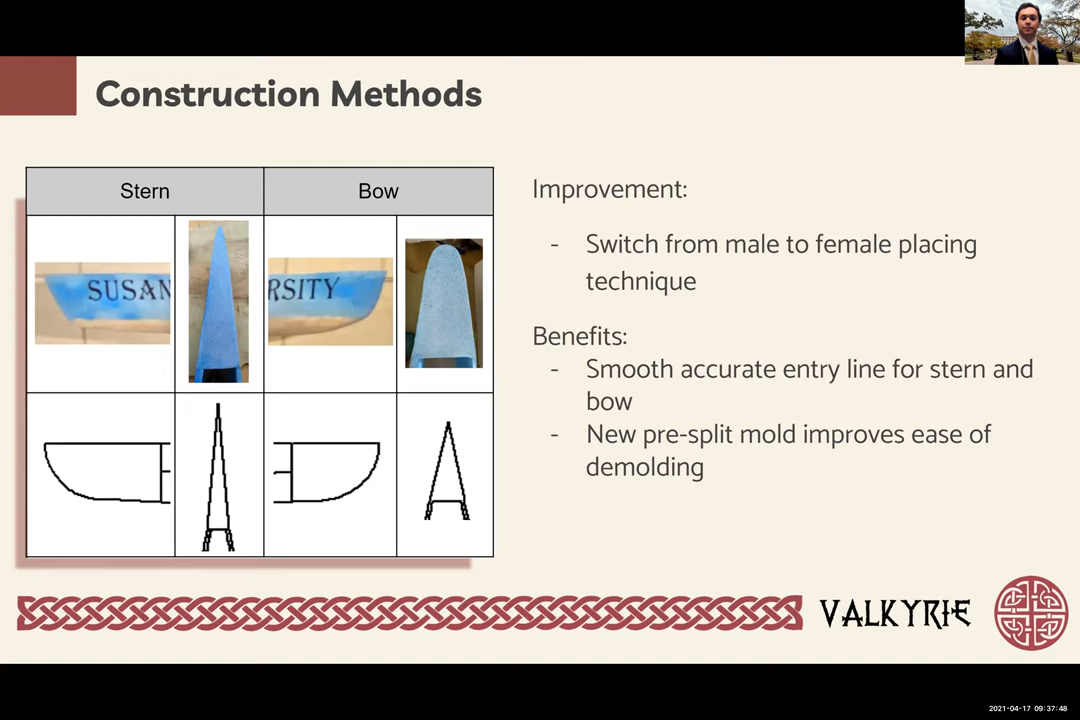 Construction Methods
Stern
Bow
SUSAN
RSITY
Improvement:
- Switch from male to female placing
technique
Benefits:
- Smooth accurate entry line for stern and
bow
- New pre-split mold improves ease of
demolding
VALKYRIE
2021-04-17 09:37:48